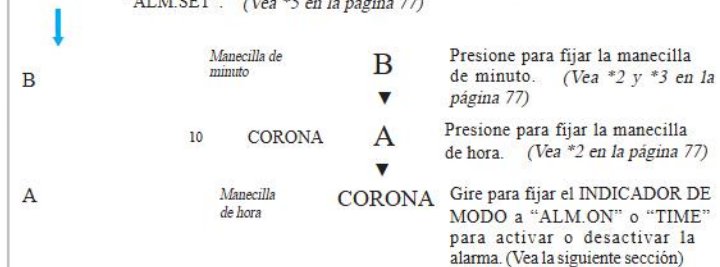 ALM.SET". (Vea *5 en la página 77)
Manecilla de
minuto
B
B
▼
Presione para fijar la manecilla
de minuto. (Vea *2 y *3 en la
página 77)
10 CORONA
A
▼
Presione para fijar la manecilla
de hora. (Vea *2 en la página 77)
A
Manecilla
de hora
CORONA
Gire para fijar el INDICADOR DE
MODO a “ALM.ON” o “TIME”
para activar o desactivar la
alarma. (Vea la siguiente sección)